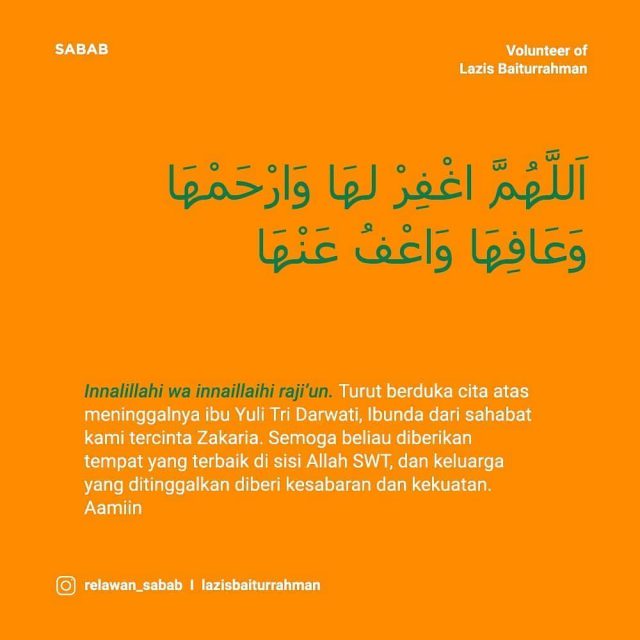 SABAB
Volunteer of
Lazis Baiturrahman
اَللَّهُمَّ اغْفِرْ لهَا وَارْحَمْهَا
وَعَافِهَا وَاعْفُ عَنْهَا
Innalillahi wa innaillaihi raji’un. Turut berduka cita atas
meninggalnya ibu Yuli Tri Darwati, Ibunda dari sahabat
kami tercinta Zakaria. Semoga beliau diberikan
tempat yang terbaik di sisi Allah SWT, dan keluarga
yang ditinggalkan diberi kesabaran dan kekuatan.
Aamiin
relawan_sabab I lazisbaiturrahman